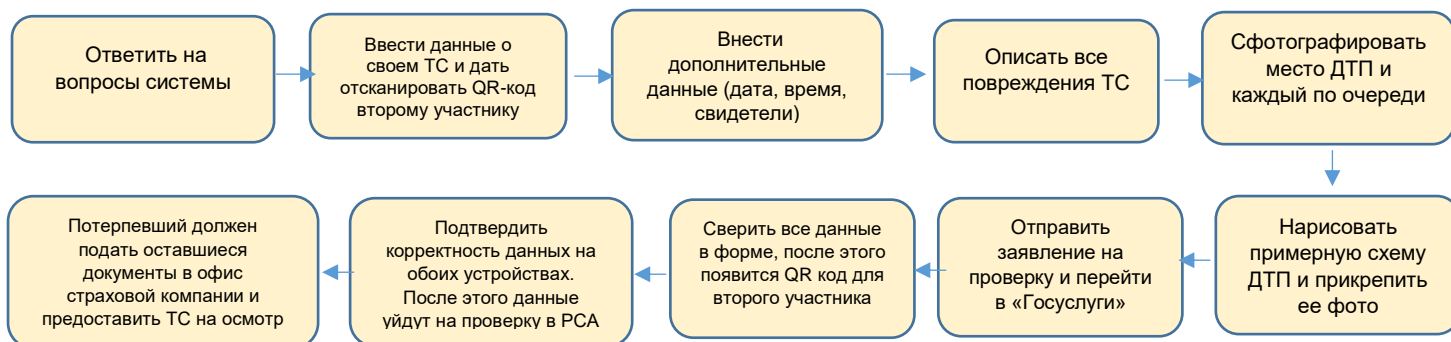 Ответить на
вопросы системы
Ввести данные о
своем ТС и дать
отсканировать QR-код
второму участнику
Внести
дополнительные
данные (дата, время,
свидетели)
Описать все
повреждения ТС
Сфотографировать
место ДТП и
каждый по очереди
Нарисовать
примерную схему
ДТП и прикрепить
ее фото
Отправить
заявление на
проверку и перейти
в «Госуслуги»
Сверить все данные
в форме, после этого
появится QR код для
второго участника
Подтвердить
корректность данных на
обоих устройствах.
После этого данные
уйдут на проверку в РСА
Потерпевший должен
подать оставшиеся
документы в офис
страховой компании и
предоставить ТС на осмотр